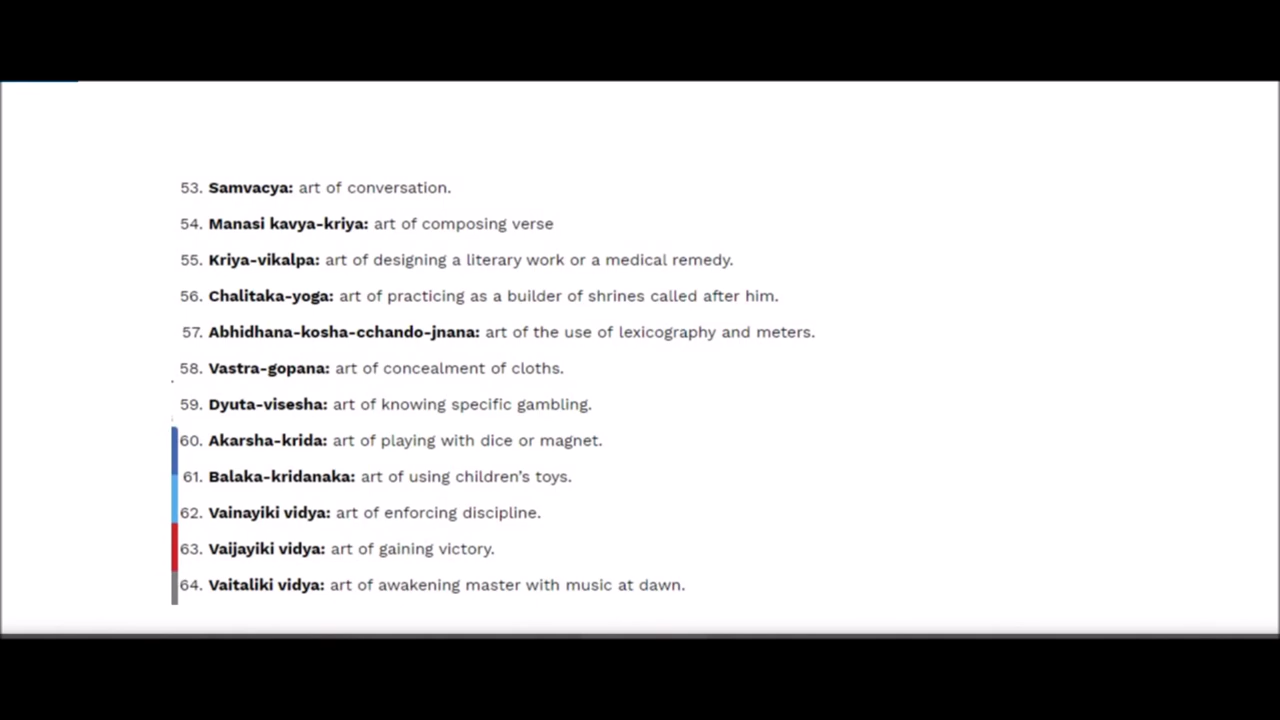 53. Samvacya: art of conversation.
54. Manasi kavya-kriya: art of composing verse
55. Kriya-vikalpa: art of designing a literary work or a medical remedy.
56. Chalitaka-yoga: art of practicing as a builder of shrines called after him.
57. Abhidhana-kosha-cchando-jnana: art of the use of lexicography and meters.
58. Vastra-gopana: art of concealment of cloths.
59. Dyuta-visesha: art of knowing specific gambling.
60. Akarsha-krida: art of playing with dice or magnet.
61. Balaka-kridanaka: art of using children’s toys.
62. Vainayiki vidya: art of enforcing discipline.
63. Vaijayiki vidya: art of gaining victory.
64. Vaitaliki vidya: art of awakening master with music at dawn.